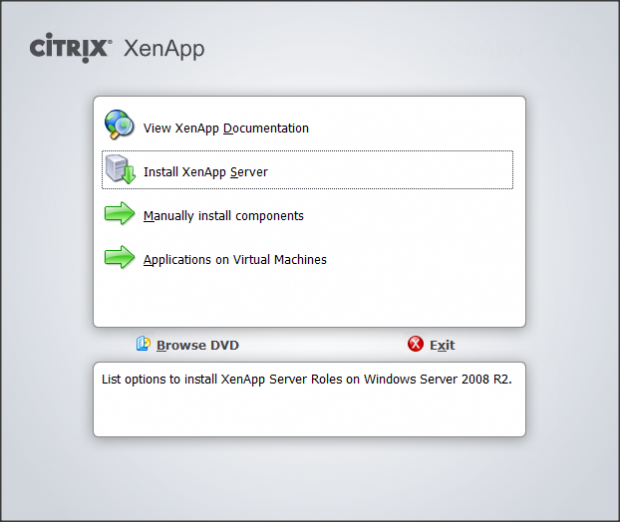 CITRIX® XenApp
View XenApp Documentation
Install XenApp Server
Manually install components
Applications on Virtual Machines
Browse DVD Exit
List options to install XenApp Server Roles on Windows Server 2008 R2.